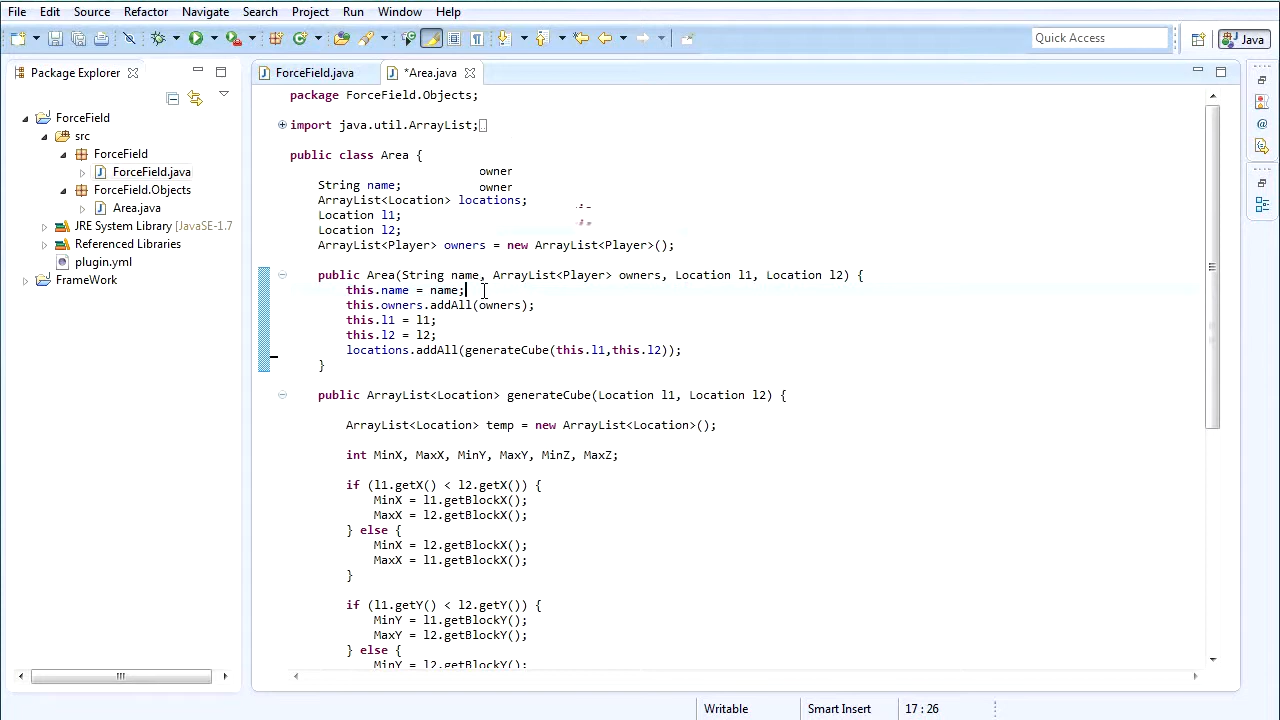 File Edit Source Refactor Navigate Search Project Run Window Help
Quick Access
Java
Package Explorer
ForceField
src
ForceField
ForceField.java
ForceField.Objects
Area.java
JRE System Library [JavaSE-1.7
Referenced Libraries
plugin.yml
FrameWork
ForceField.java *Area.java
package ForceField.Objects;
import java.util.ArrayList;
public class Area {
owner
String name;
owner
ArrayList<Location> locations;
Location l1;
Location l2;
ArrayList<Player> owners = new ArrayList<Player>();
public Area(String name, ArrayList<Player> owners, Location l1, Location l2) {
this.name = name;
this.owners.addAll(owners);
this.l1 = l1;
this.l2 = l2;
locations.addAll(generateCube(this.l1,this.l2));
}
public ArrayList<Location> generateCube(Location l1, Location l2) {
ArrayList<Location> temp = new ArrayList<Location>();
int MinX, MaxX, MinY, MaxY, MinZ, MaxZ;
if (l1.getX() < l2.getX()) {
MinX = l1.getBlockX();
MaxX = l2.getBlockX();
} else {
MinX = l2.getBlockX();
MaxX = l1.getBlockX();
}
if (l1.getY() < l2.getY()) {
MinY = l1.getBlockY();
MaxY = l2.getBlockY();
} else {
MinY = l2.getBlockY();
Writable Smart Insert 17 : 26